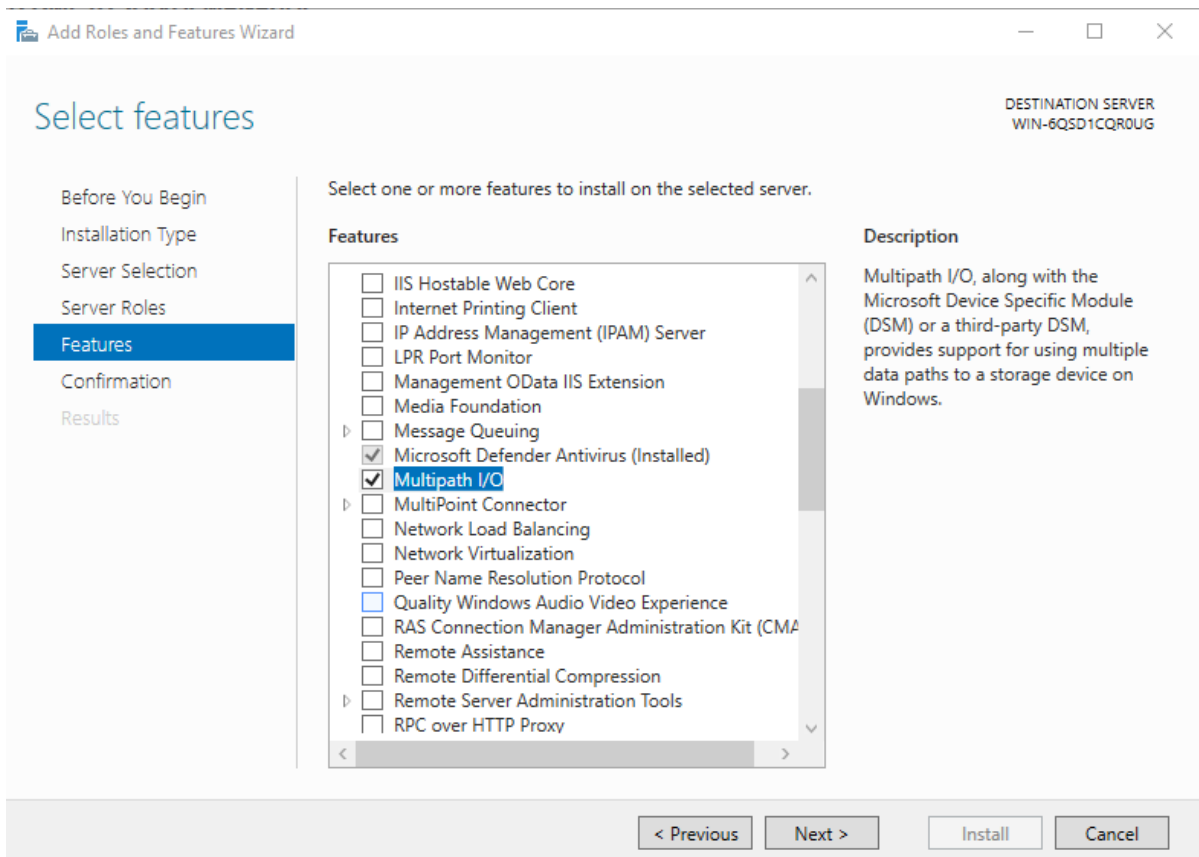 Add Roles and Features Wizard
Select features
DESTINATION SERVER
WIN-6QSD1CQR0UG
Before You Begin
Installation Type
Server Selection
Server Roles
Features
Confirmation
Results
Select one or more features to install on the selected server.
Features
IIS Hostable Web Core
Internet Printing Client
IP Address Management (IPAM) Server
LPR Port Monitor
Management OData IIS Extension
Media Foundation
Message Queuing
Microsoft Defender Antivirus (Installed)
Multipath I/O
MultiPoint Connector
Network Load Balancing
Network Virtualization
Peer Name Resolution Protocol
Quality Windows Audio Video Experience
RAS Connection Manager Administration Kit (CMA
Remote Assistance
Remote Differential Compression
Remote Server Administration Tools
RPC over HTTP Proxy
Description
Multipath I/O, along with the
Microsoft Device Specific Module
(DSM) or a third-party DSM,
provides support for using multiple
data paths to a storage device on
Windows.
< Previous
Next >
Install
Cancel